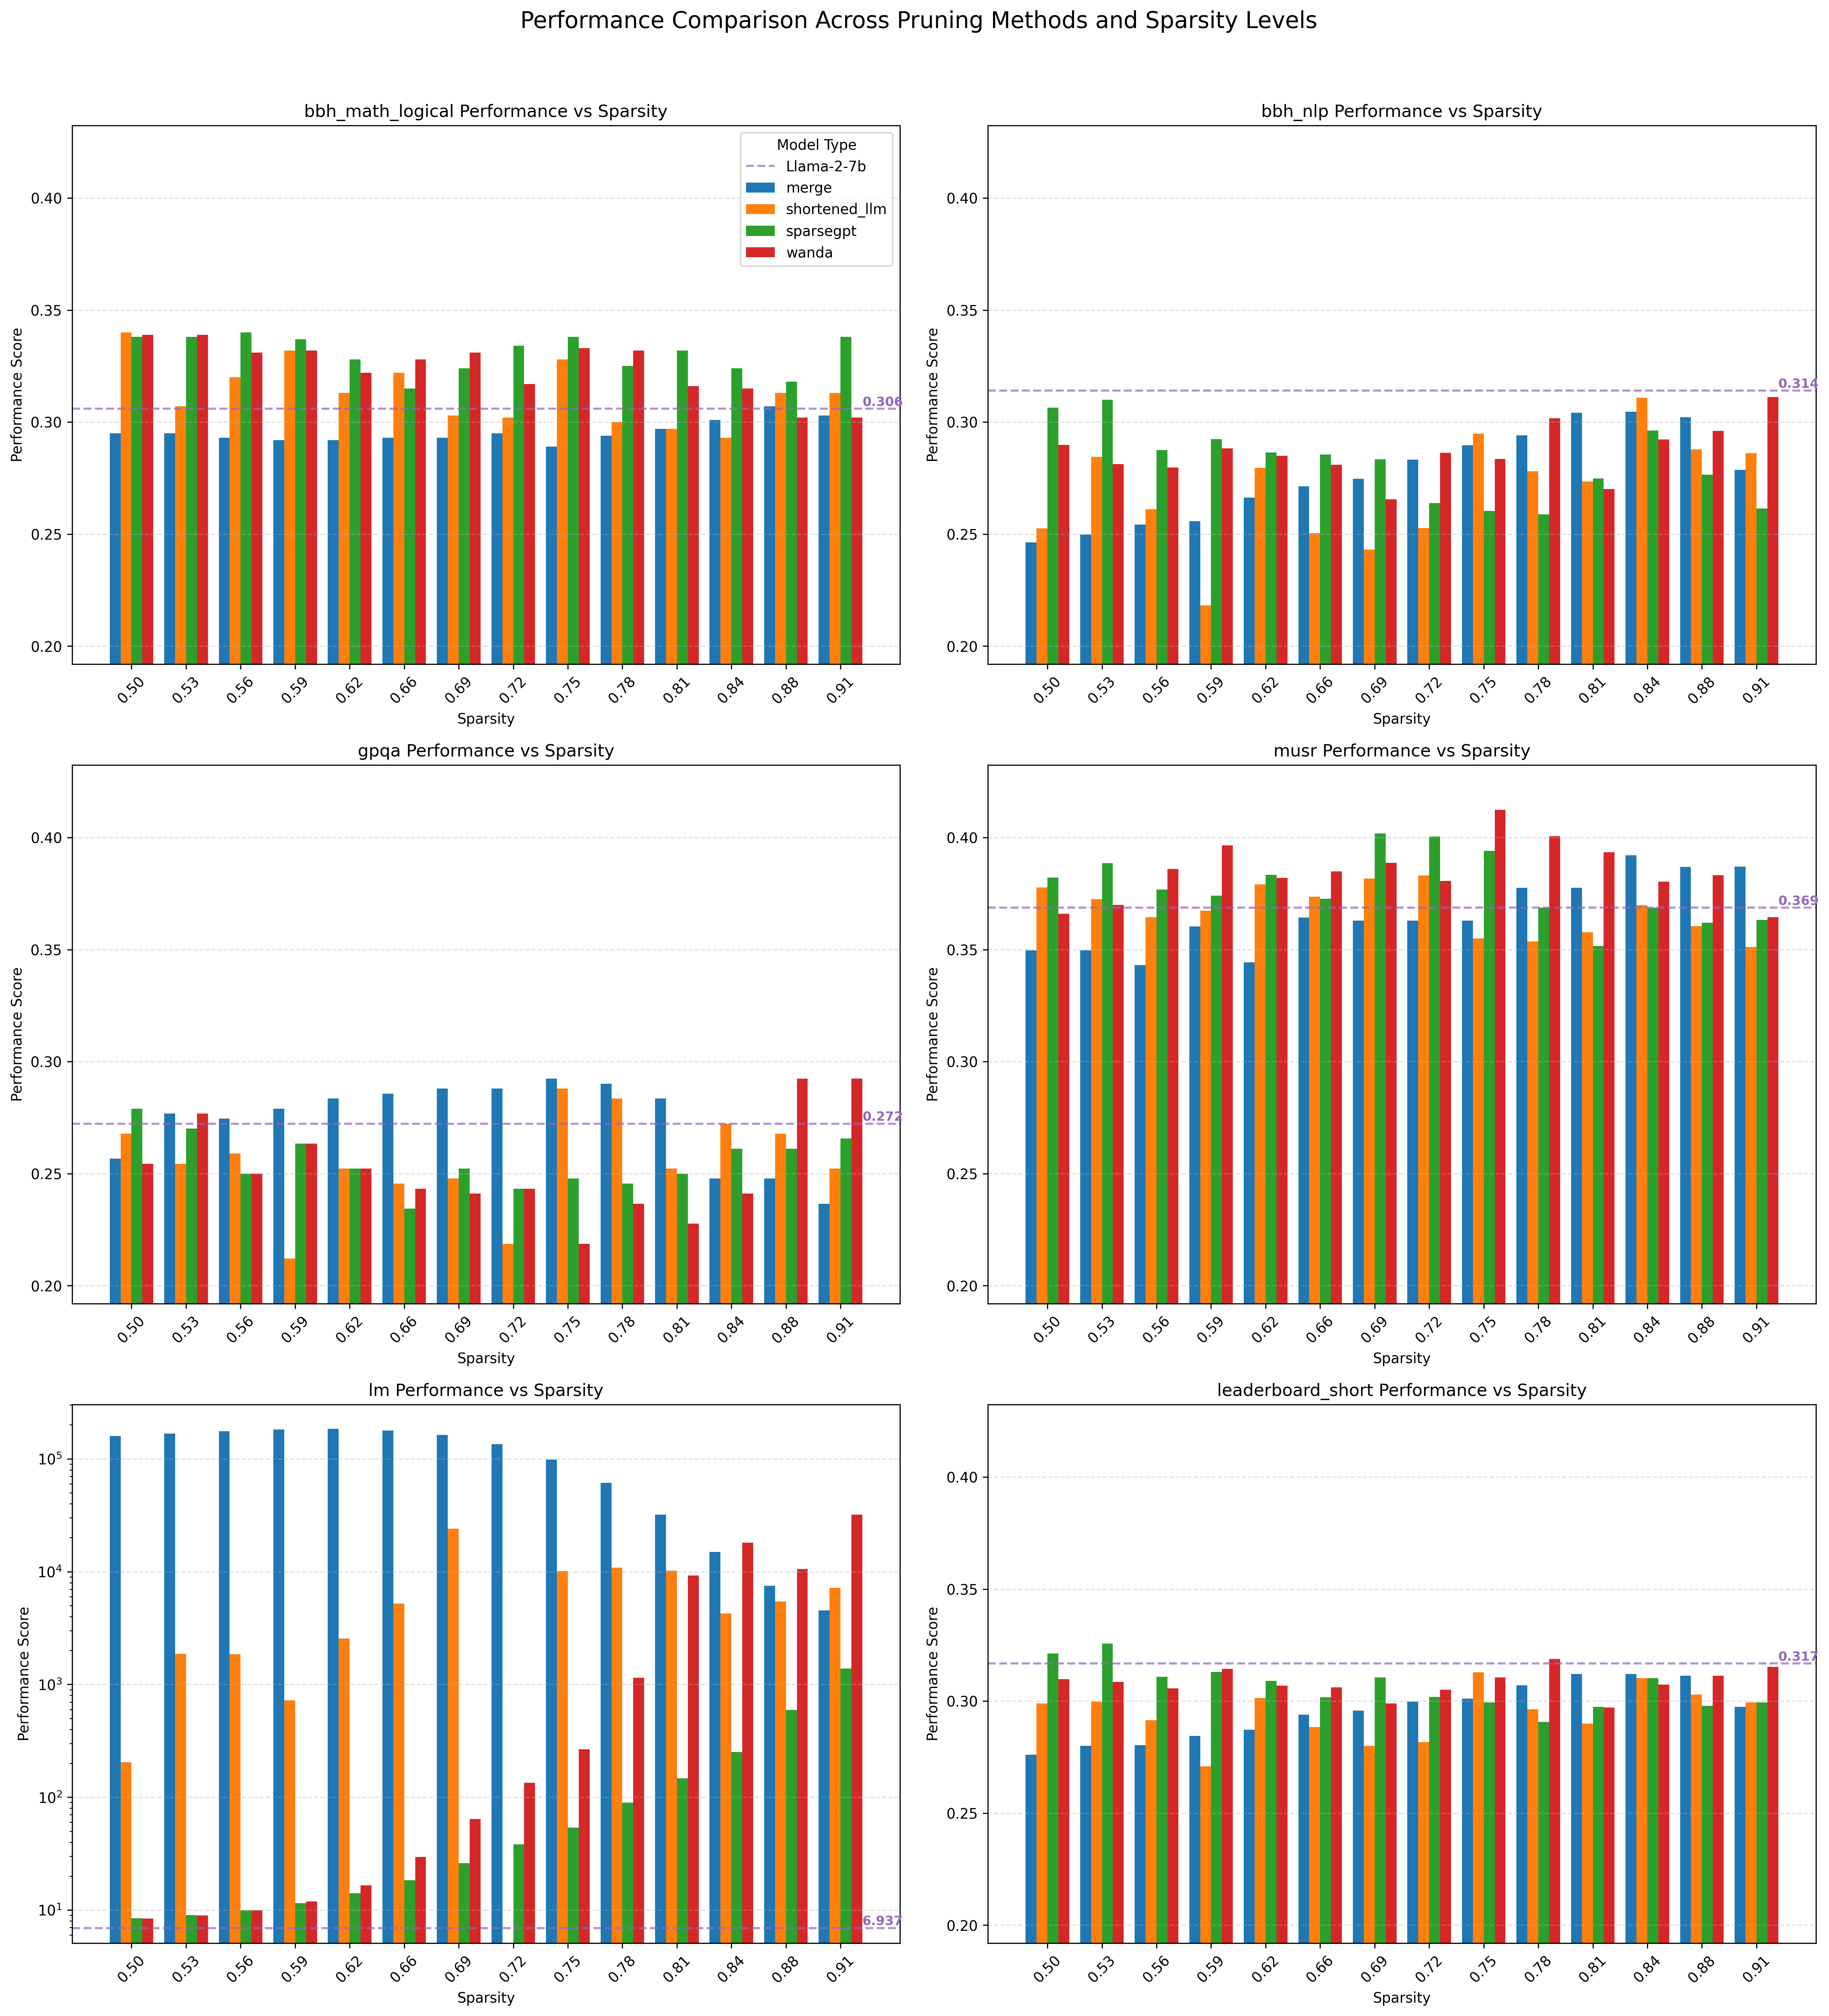 Performance Comparison Across Pruning Methods and Sparsity Levels
bbh_math_logical Performance vs Sparsity
Performance Score
0.40
0.35
0.30
0.25
0.20
Model Type
Llama-2-7b
merge
shortened_llm
sparsegpt
wanda
0.306
0.50 0.53 0.56 0.59 0.62 0.66 0.69 0.72 0.75 0.78 0.81 0.84 0.88 0.91
Sparsity
bbh_nlp Performance vs Sparsity
Performance Score
0.40
0.35
0.30
0.25
0.20
0.314
0.50 0.53 0.56 0.59 0.62 0.66 0.69 0.72 0.75 0.78 0.81 0.84 0.88 0.91
Sparsity
gpqa Performance vs Sparsity
Performance Score
0.40
0.35
0.30
0.25
0.20
0.272
0.50 0.53 0.56 0.59 0.62 0.66 0.69 0.72 0.75 0.78 0.81 0.84 0.88 0.91
Sparsity
musr Performance vs Sparsity
Performance Score
0.40
0.35
0.30
0.25
0.20
0.369
0.50 0.53 0.56 0.59 0.62 0.66 0.69 0.72 0.75 0.78 0.81 0.84 0.88 0.91
Sparsity
lm Performance vs Sparsity
Performance Score
10⁵
10⁴
10³
10²
10¹
6.937
0.50 0.53 0.56 0.59 0.62 0.66 0.69 0.72 0.75 0.78 0.81 0.84 0.88 0.91
Sparsity
leaderboard_short Performance vs Sparsity
Performance Score
0.40
0.35
0.30
0.25
0.20
0.317
0.50 0.53 0.56 0.59 0.62 0.66 0.69 0.72 0.75 0.78 0.81 0.84 0.88 0.91
Sparsity